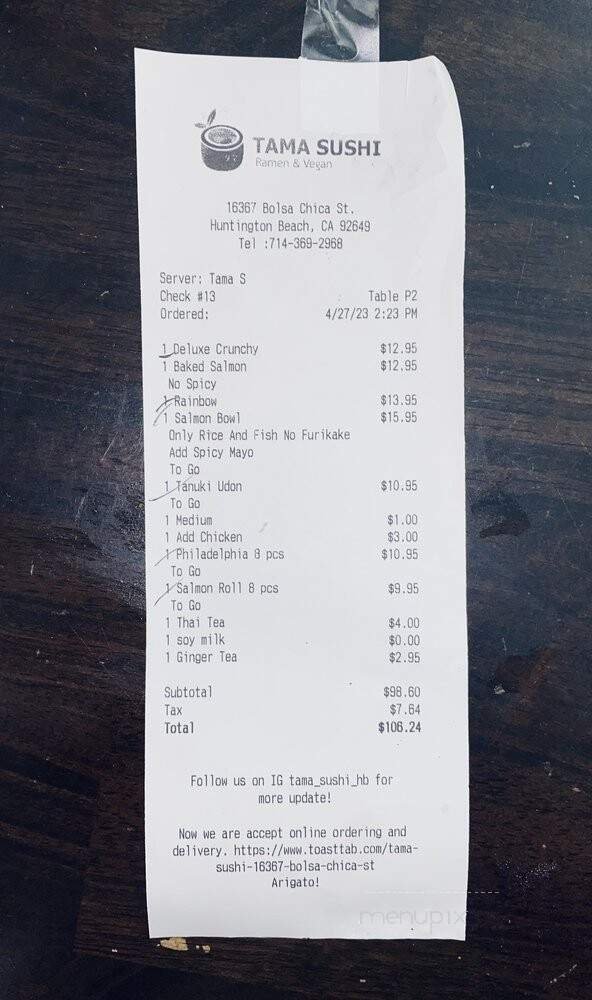 TAMA SUSHI
Ramen & Vegan
16367 Bolsa Chica St.
Huntington Beach, CA 92649
Tel :714-369-2968
Server: Tama S
Check #13 Table P2
Ordered: 4/27/23 2:23 PM
1 Deluxe Crunchy $12.95
1 Baked Salmon $12.95
No Spicy
1 Rainbow $13.95
1 Salmon Bowl $15.95
Only Rice And Fish No Furikake
Add Spicy Mayo
To Go
1 Tanuki Udon $10.95
To Go
1 Medium $1.00
1 Add Chicken $3.00
1 Philadelphia 8 pcs $10.95
To Go
1 Salmon Roll 8 pcs $9.95
To Go
1 Thai Tea $4.00
1 soy milk $0.00
1 Ginger Tea $2.95
Subtotal $98.60
Tax $7.64
Total $106.24
Follow us on IG tama_sushi_hb for
more update!
Now we are accept online ordering and
delivery. https://www.toasttab.com/tama-
sushi-16367-bolsa-chica-st
Arigato!
menupix